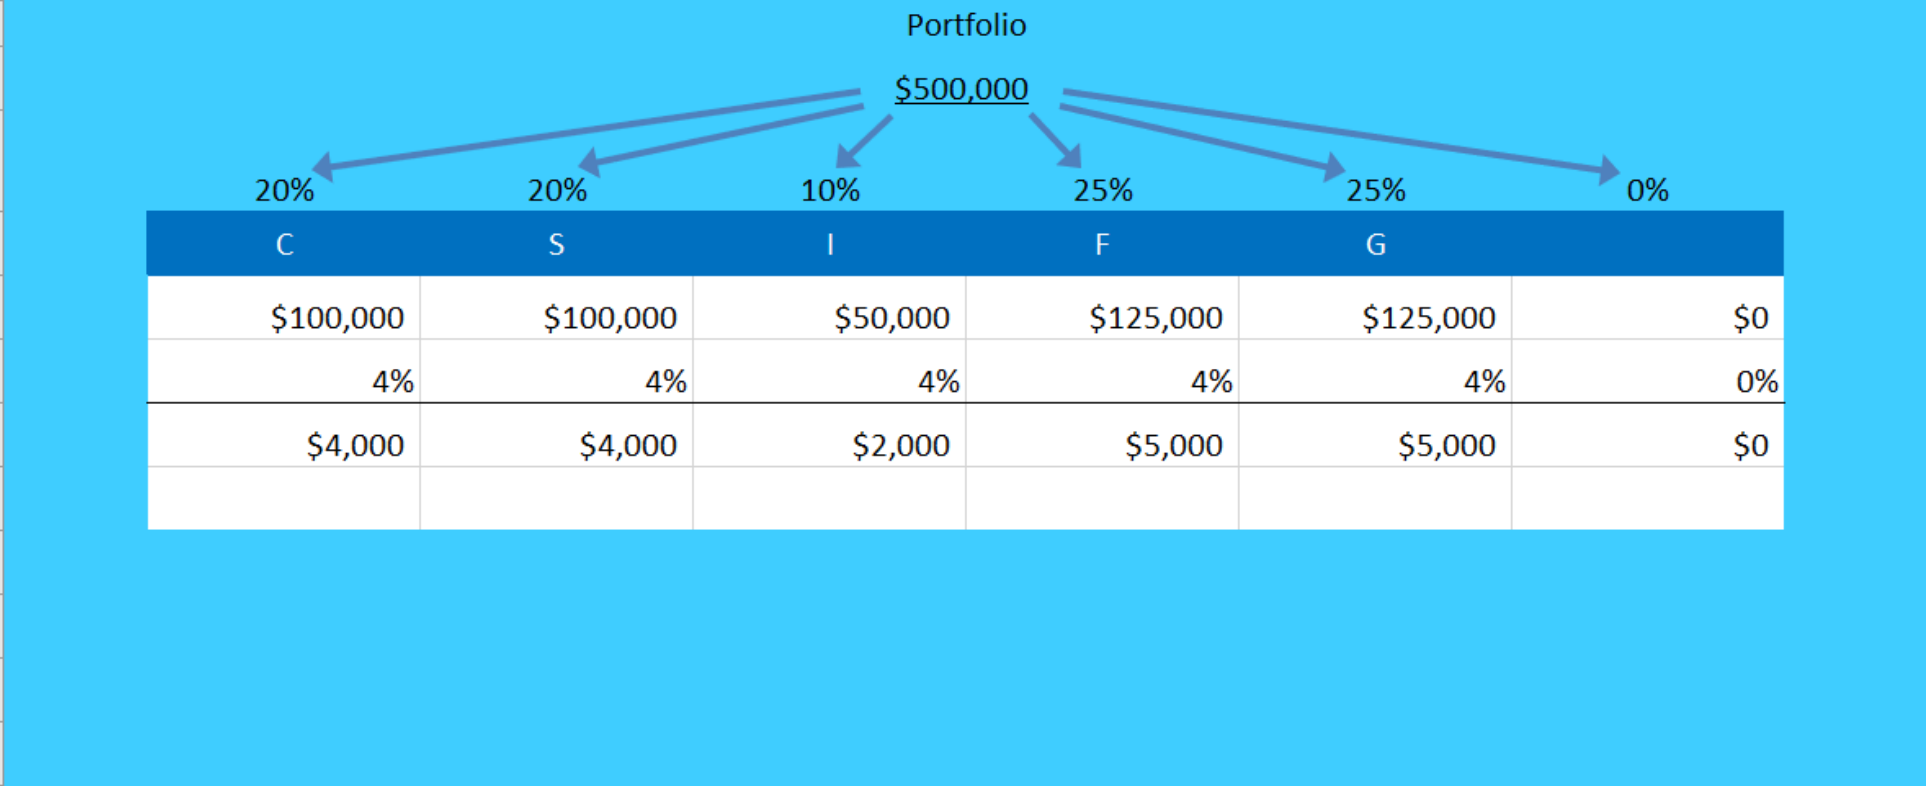 Portfolio
$500,000
20% 20% 10% 25% 25% 0%
C S I F G
$100,000 $100,000 $50,000 $125,000 $125,000 $0
4% 4% 4% 4% 4% 0%
$4,000 $4,000 $2,000 $5,000 $5,000 $0